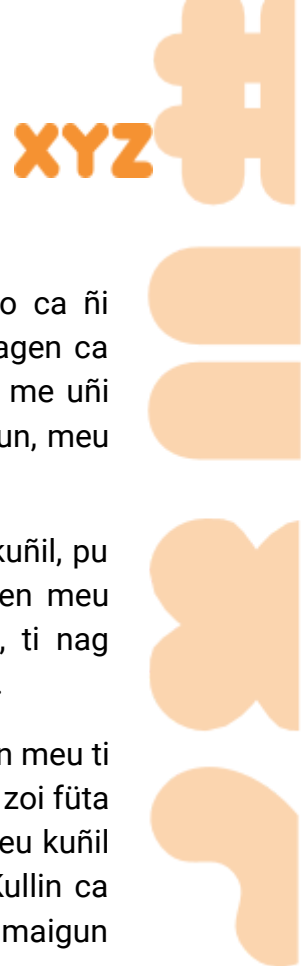 XYZ
o ca ñi
agen ca
me uñi
un, meu
kuñil, pu
en meu
, ti nag
.
n meu ti
zoi füta
eu kuñil
Kullin ca
maigun